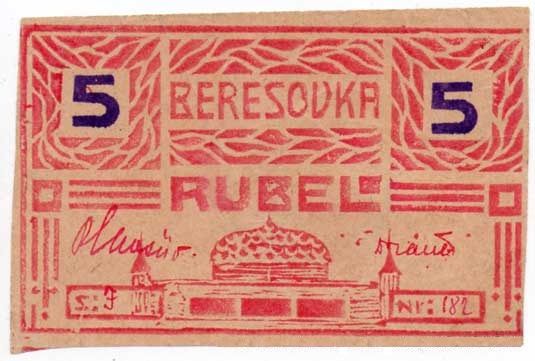 5 BERESOVKA 5
RUBEL
S: F Nr: 182